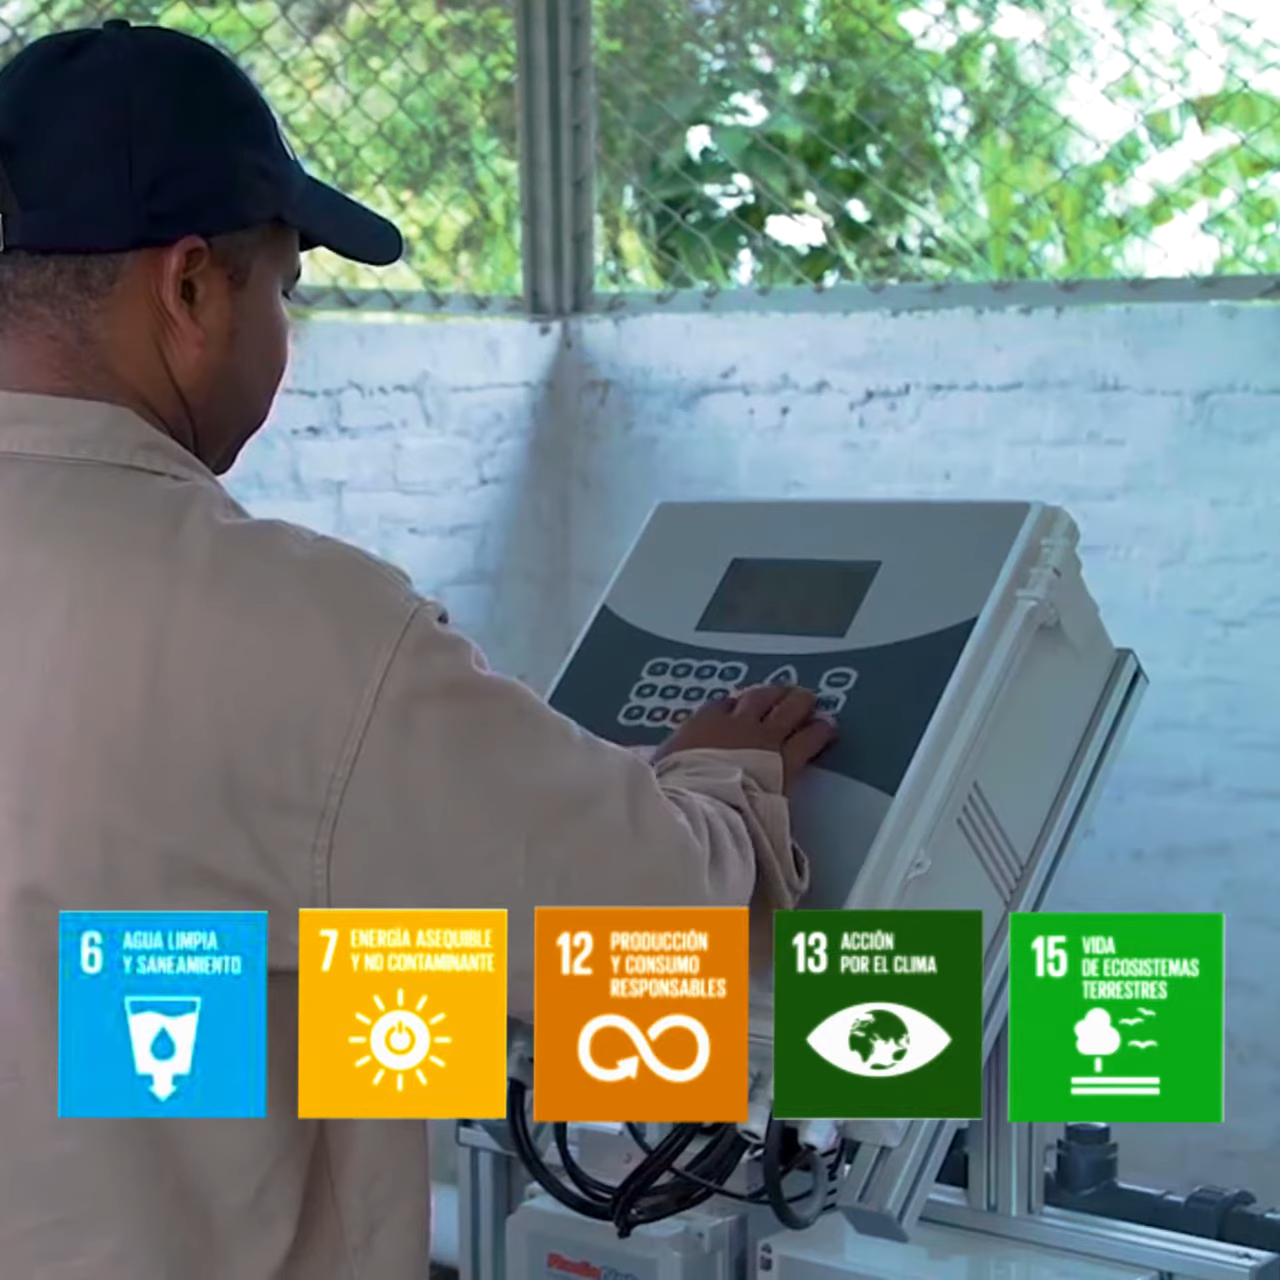 6 AGUA LIMPIA
Y SANEAMIENTO
7 ENERGÍA ASEQUIBLE
Y NO CONTAMINANTE
12 PRODUCCIÓN
Y CONSUMO
RESPONSABLES
13 ACCIÓN
POR EL CLIMA
15 VIDA
DE ECOSISTEMAS
TERRESTRES